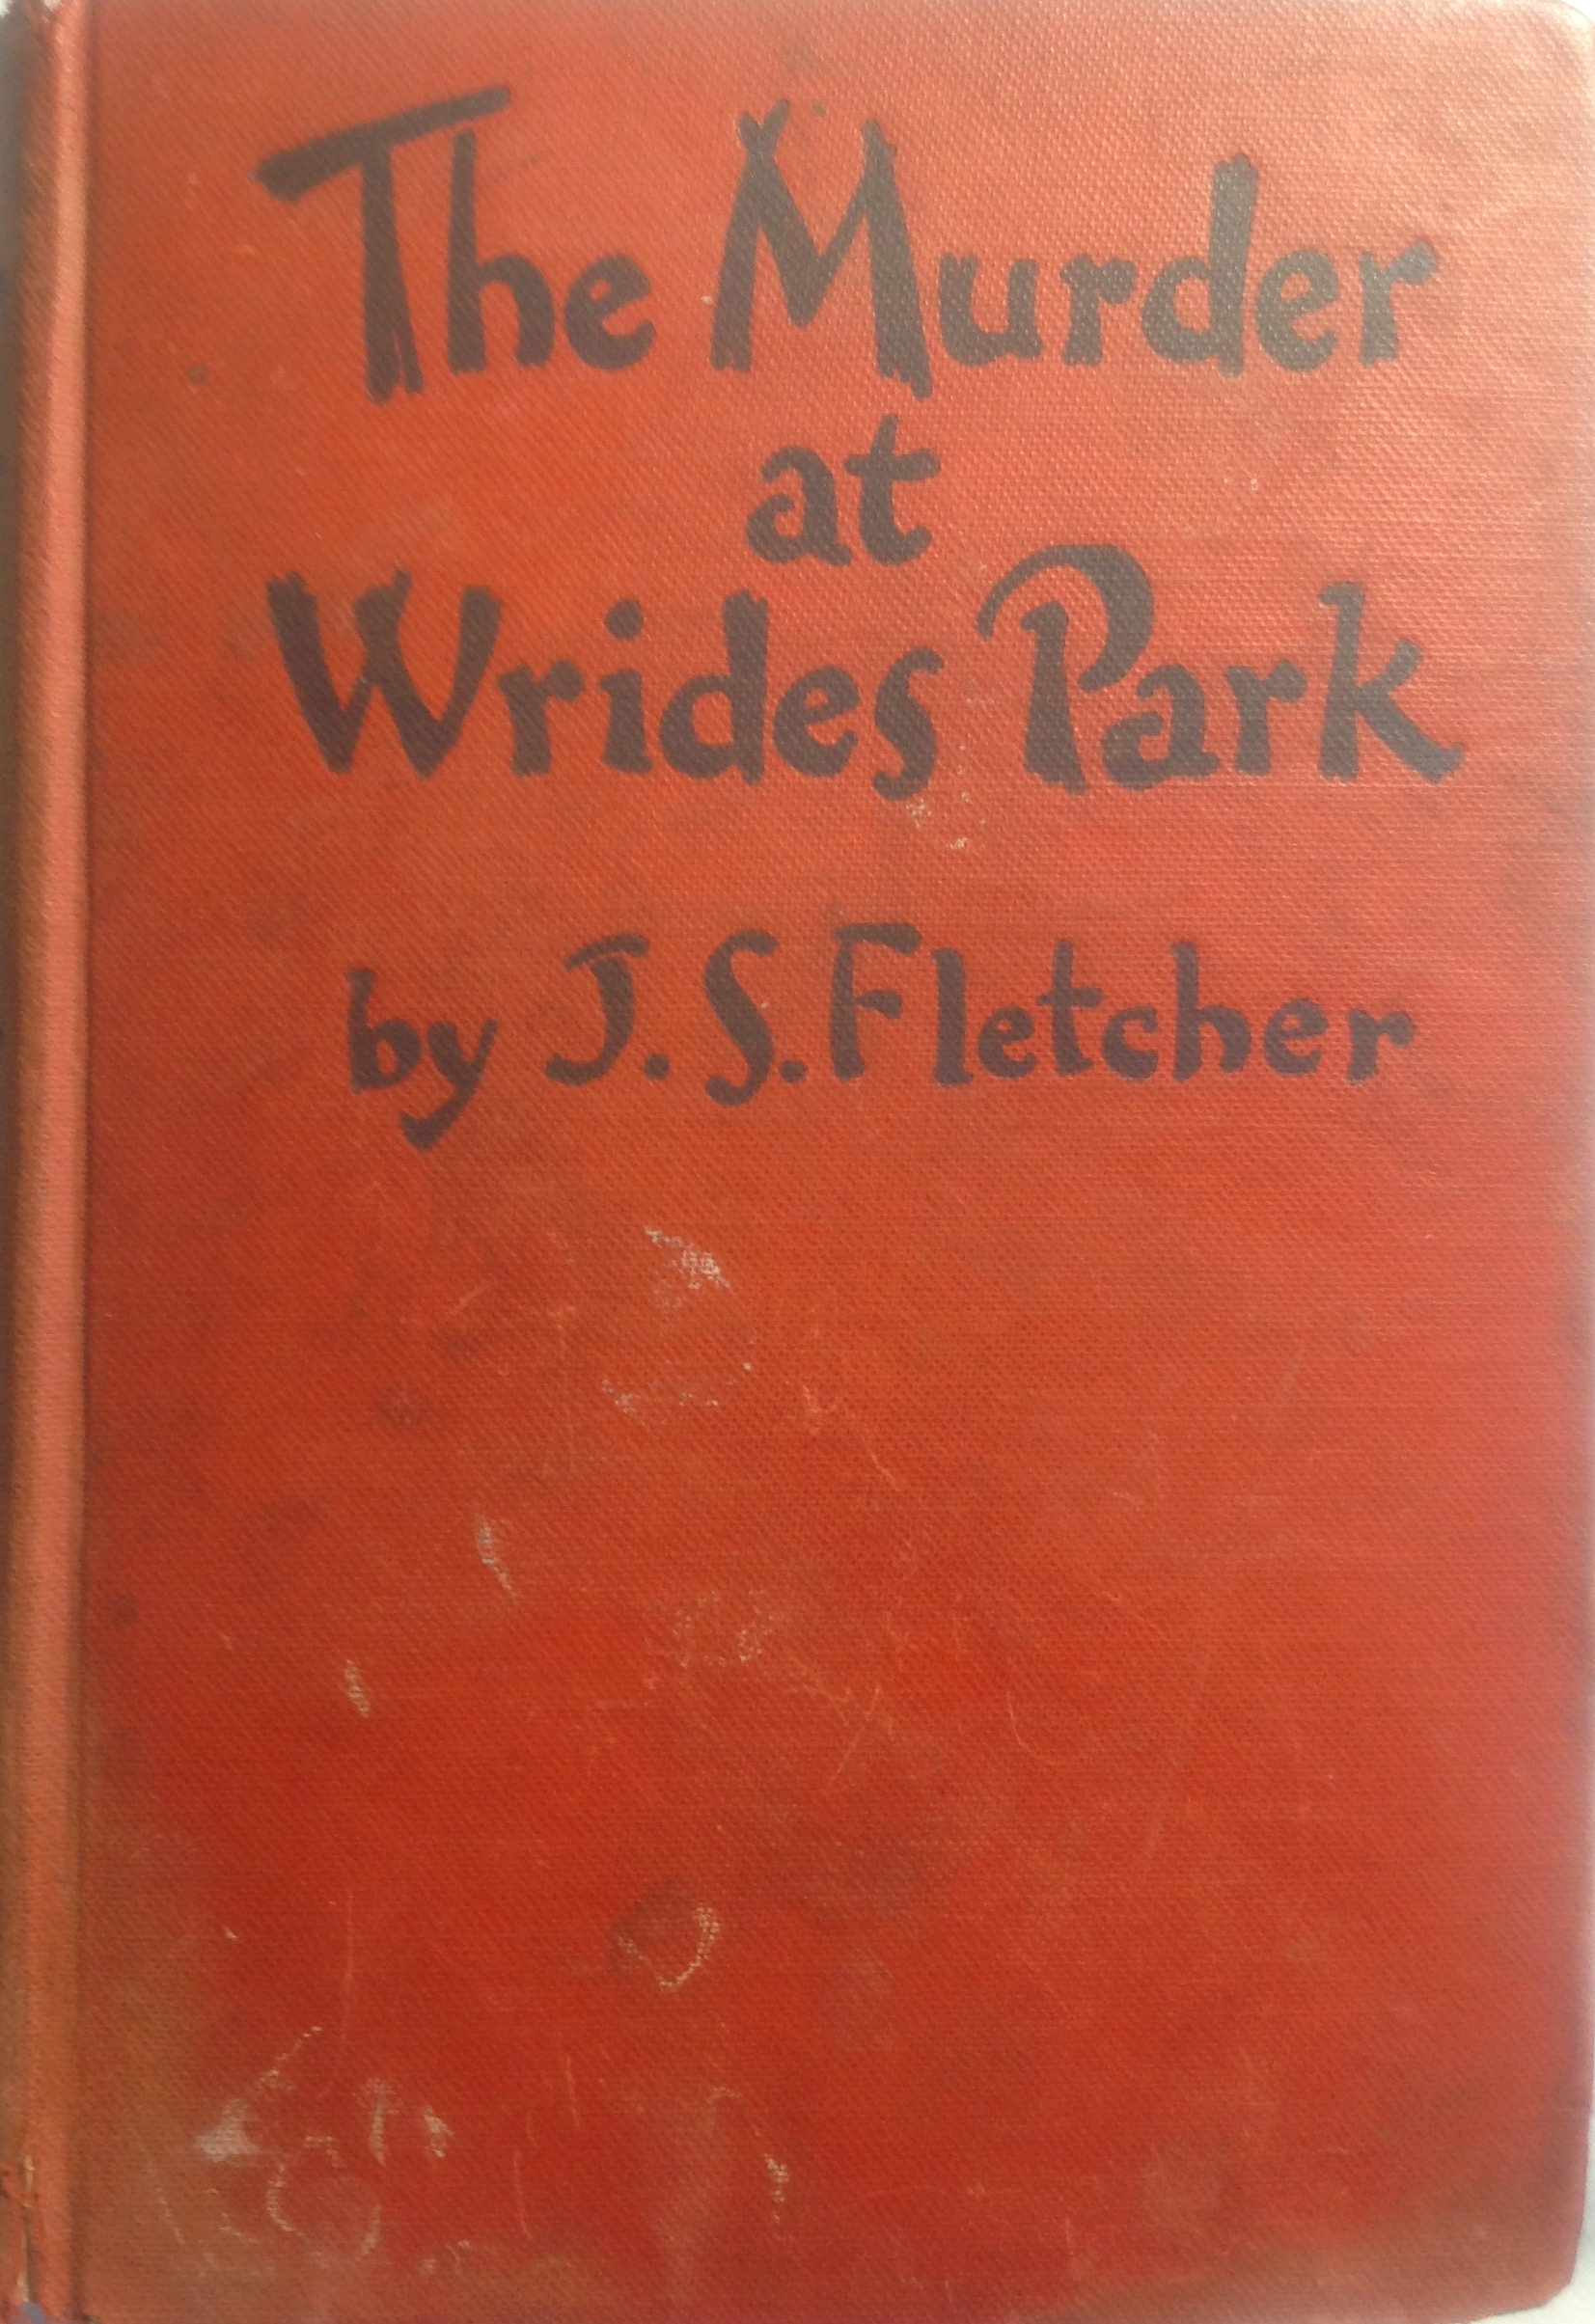 The Murder
at
Wrides Park
by J. S. Fletcher